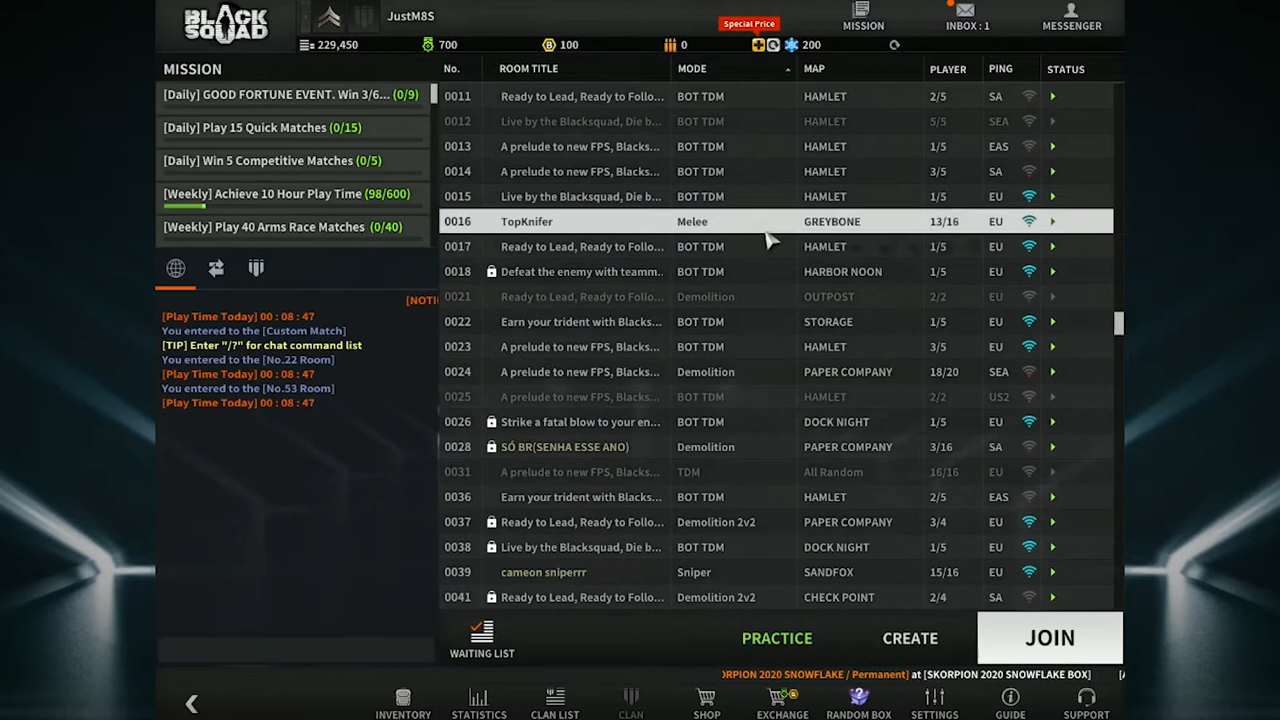 BLACK SQUAD
JustM8S
Special Price
MISSION
INBOX : 1
MESSENGER
229,450
700
100
0
200
MISSION
[Daily] GOOD FORTUNE EVENT. Win 3/6... (0/9)
[Daily] Play 15 Quick Matches (0/15)
[Daily] Win 5 Competitive Matches (0/5)
[Weekly] Achieve 10 Hour Play Time (98/600)
[Weekly] Play 40 Arms Race Matches (0/40)
[NOTI
[Play Time Today] 00 : 08 : 47
You entered to the [Custom Match]
[TIP] Enter "/?" for chat command list
You entered to the [No.22 Room]
[Play Time Today] 00 : 08 : 47
You entered to the [No.53 Room]
[Play Time Today] 00 : 08 : 47
No. ROOM TITLE MODE MAP PLAYER PING STATUS
0011 Ready to Lead, Ready to Follo... BOT TDM HAMLET 2/5 SA
0012 Live by the Blacksquad, Die b... BOT TDM HAMLET 5/5 SEA
0013 A prelude to new FPS, Blacks... BOT TDM HAMLET 1/5 EAS
0014 A prelude to new FPS, Blacks... BOT TDM HAMLET 3/5 SA
0015 Live by the Blacksquad, Die b... BOT TDM HAMLET 1/5 EU
0016 TopKnifer Melee GREYBONE 13/16 EU
0017 Ready to Lead, Ready to Follo... BOT TDM HAMLET 1/5 EU
0018 Defeat the enemy with teamm.. BOT TDM HARBOR NOON 1/5 EU
0021 Ready to Lead, Ready to Follo... Demolition OUTPOST 2/2 EU
0022 Earn your trident with Blacks... BOT TDM STORAGE 1/5 EU
0023 A prelude to new FPS, Blacks... BOT TDM HAMLET 3/5 EU
0024 A prelude to new FPS, Blacks... Demolition PAPER COMPANY 18/20 SEA
0025 A prelude to new FPS, Blacks... BOT TDM HAMLET 2/2 US2
0026 Strike a fatal blow to your en... BOT TDM DOCK NIGHT 1/5 EU
0028 SÓ BR(SENHA ESSE ANO) Demolition PAPER COMPANY 3/16 SA
0031 A prelude to new FPS, Blacks... TDM All Random 16/16 EU
0036 Earn your trident with Blacks... BOT TDM HAMLET 2/5 EAS
0037 Ready to Lead, Ready to Follo... Demolition 2v2 PAPER COMPANY 3/4 EU
0038 Live by the Blacksquad, Die b... BOT TDM DOCK NIGHT 1/5 EU
0039 cameon sniperrr Sniper SANDFOX 15/16 EU
0041 Ready to Lead, Ready to Follo... Demolition 2v2 CHECK POINT 2/4 SA
WAITING LIST
PRACTICE
CREATE
JOIN
ORPION 2020 SNOWFLAKE / Permanent] at [SKORPION 2020 SNOWFLAKE BOX]
INVENTORY
STATISTICS
CLAN LIST
CLAN
SHOP
EXCHANGE
RANDOM BOX
SETTINGS
GUIDE
SUPPORT